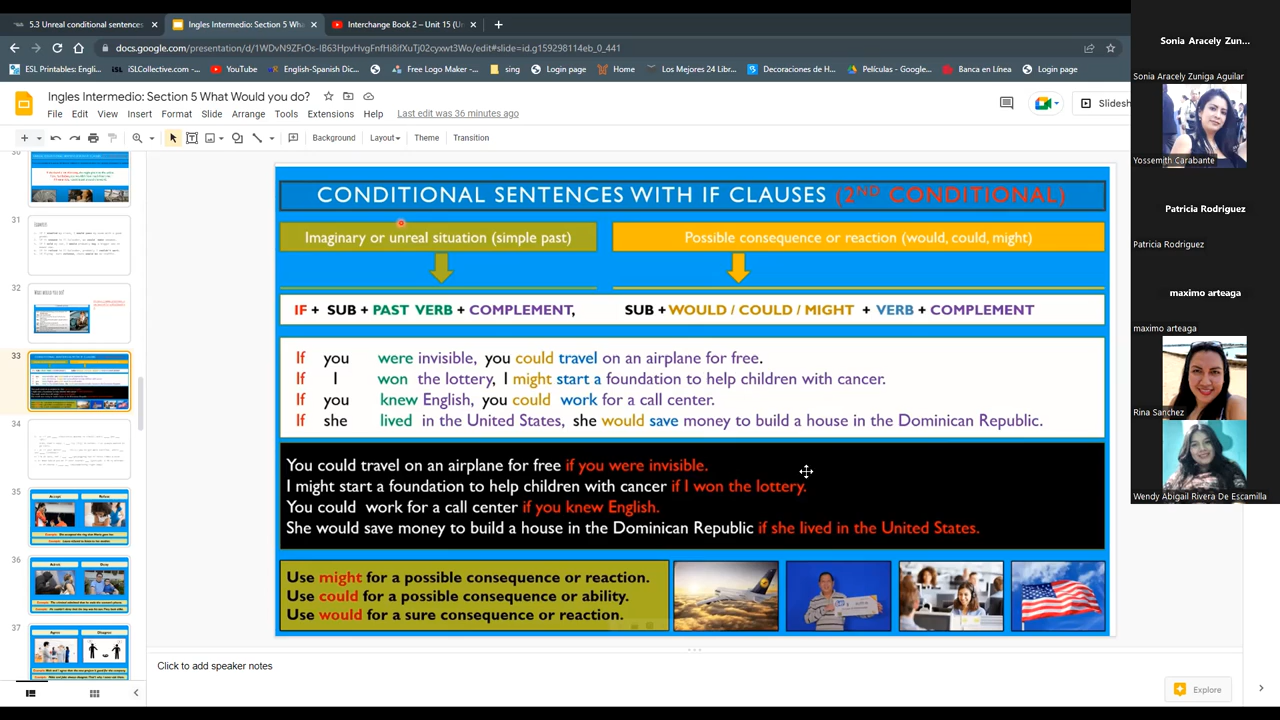 5.3 Unreal conditional sentences
Ingles Intermedio: Section 5 Wha
Interchange Book 2 – Unit 15 (U
docs.google.com/presentation/d/1WDvN9ZFrOs-IB63HpvHvgFnfHi8ifXuTj02cyxwt3Wo/edit#slide=id.g159298114eb_0_441
ESL Printables: Engli...
iSLCollective.com -...
YouTube
English-Spanish Dic...
Free Logo Maker -...
sing
Login page
Home
Los Mejores 24 Libr...
Decoraciones de H...
Películas - Google...
Banca en Línea
Login page
Ingles Intermedio: Section 5 What Would you do?
File Edit View Insert Format Slide Arrange Tools Extensions Help Last edit was 36 minutes ago
Slidesh
Background Layout Theme Transition
31
32
33
34
35
36
37
CONDITIONAL SENTENCES WITH IF CLAUSES (2ND CONDITIONAL)
Imaginary or unreal situation (simple past)
Possible consequence or reaction (would, could, might)
IF + SUB + PAST VERB + COMPLEMENT, SUB + WOULD / COULD / MIGHT + VERB + COMPLEMENT
If you were invisible, you could travel on an airplane for free.
If I won the lottery, I might start a foundation to help children with cancer.
If you knew English, you could work for a call center.
If she lived in the United States, she would save money to build a house in the Dominican Republic.
You could travel on an airplane for free if you were invisible.
I might start a foundation to help children with cancer if I won the lottery.
You could work for a call center if you knew English.
She would save money to build a house in the Dominican Republic if she lived in the United States.
Use might for a possible consequence or reaction.
Use could for a possible consequence or ability.
Use would for a sure consequence or reaction.
Click to add speaker notes
Explore
Sonia Aracely Zun...
Sonia Aracely Zuniga Aguilar
Yossemith Carabante
Patricia Rodriguez
Patricia Rodriguez
maximo arteaga
maximo arteaga
Rina Sanchez
Wendy Abigail Rivera De Escamilla